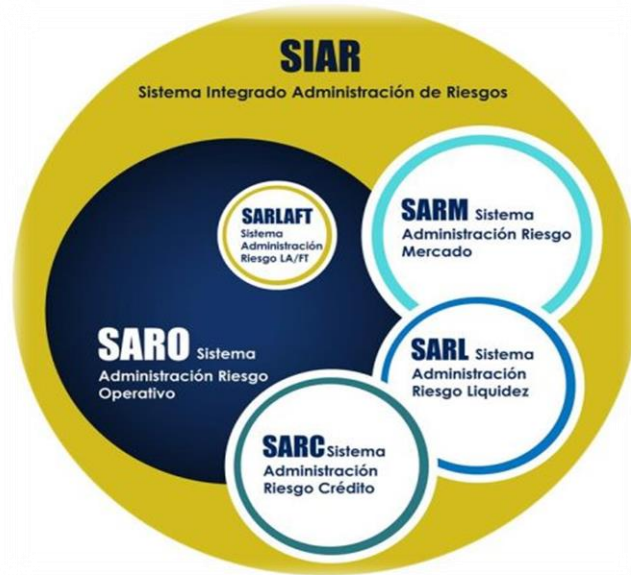 SIAR
Sistema Integrado Administración de Riesgos
SARLAFT
Sistema
Administración
Riesgo LA/FT
SARM Sistema
Administración Riesgo
Mercado
SARO Sistema
Administración Riesgo
Operativo
SARL Sistema
Administración
Riesgo Liquidez
SARC Sistema
Administración
Riesgo Crédito